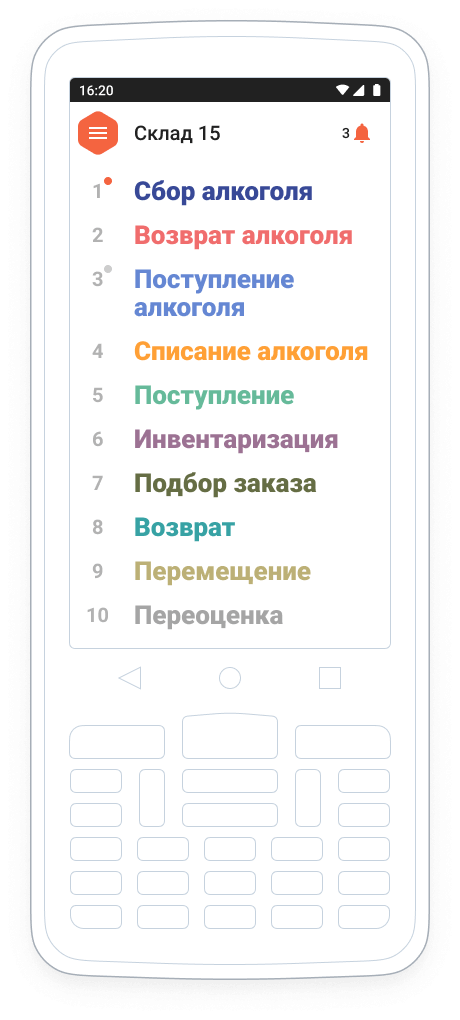 16:20
Склад 15
3
1 Сбор алкоголя
2 Возврат алкоголя
3 Поступление
алкоголя
4 Списание алкоголя
5 Поступление
6 Инвентаризация
7 Подбор заказа
8 Возврат
9 Перемещение
10 Переоценка